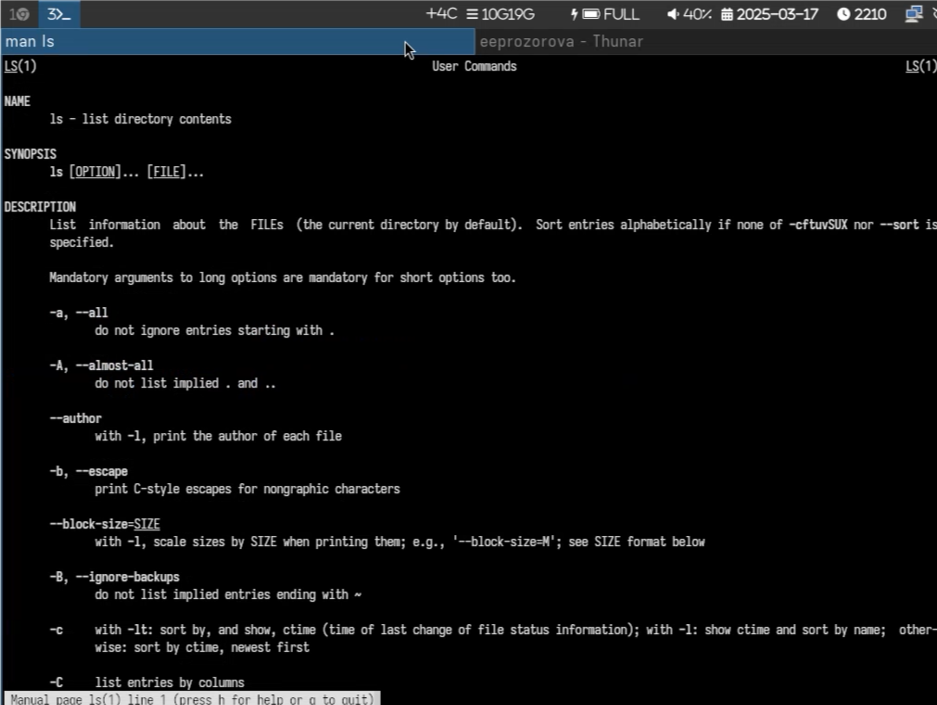 1 3 +4C 10G19G FULL 40% 2025-03-17 2210
man ls eeprozorova - Thunar
LS(1) User Commands LS(1)
NAME
ls - list directory contents
SYNOPSIS
ls [OPTION]... [FILE]...
DESCRIPTION
List information about the FILEs (the current directory by default). Sort entries alphabetically if none of -cftuvSUX nor --sort is
specified.
Mandatory arguments to long options are mandatory for short options too.
-a, --all
do not ignore entries starting with .
-A, --almost-all
do not list implied . and ..
--author
with -l, print the author of each file
-b, --escape
print C-style escapes for nongraphic characters
--block-size=SIZE
with -l, scale sizes by SIZE when printing them; e.g., '--block-size=M'; see SIZE format below
-B, --ignore-backups
do not list implied entries ending with ~
-c with -lt: sort by, and show, ctime (time of last change of file status information); with -l: show ctime and sort by name; other-
wise: sort by ctime, newest first
-C list entries by columns
Manual page ls(1) line 1 (press h for help or q to quit)